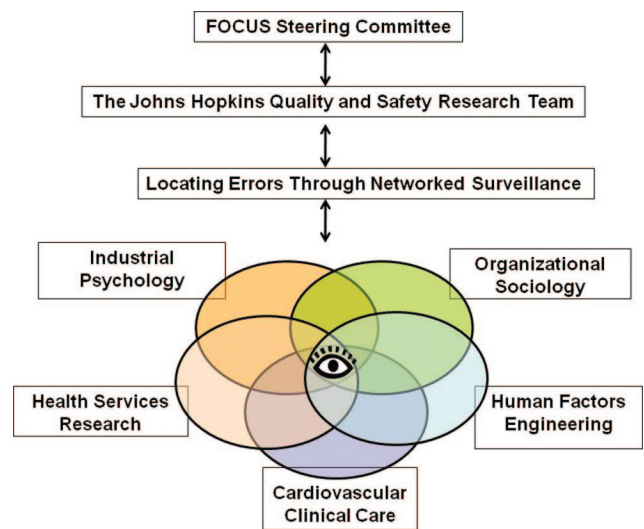 FOCUS Steering Committee
The Johns Hopkins Quality and Safety Research Team
Locating Errors Through Networked Surveillance
Industrial
Psychology
Organizational
Sociology
Health Services
Research
Human Factors
Engineering
Cardiovascular
Clinical Care